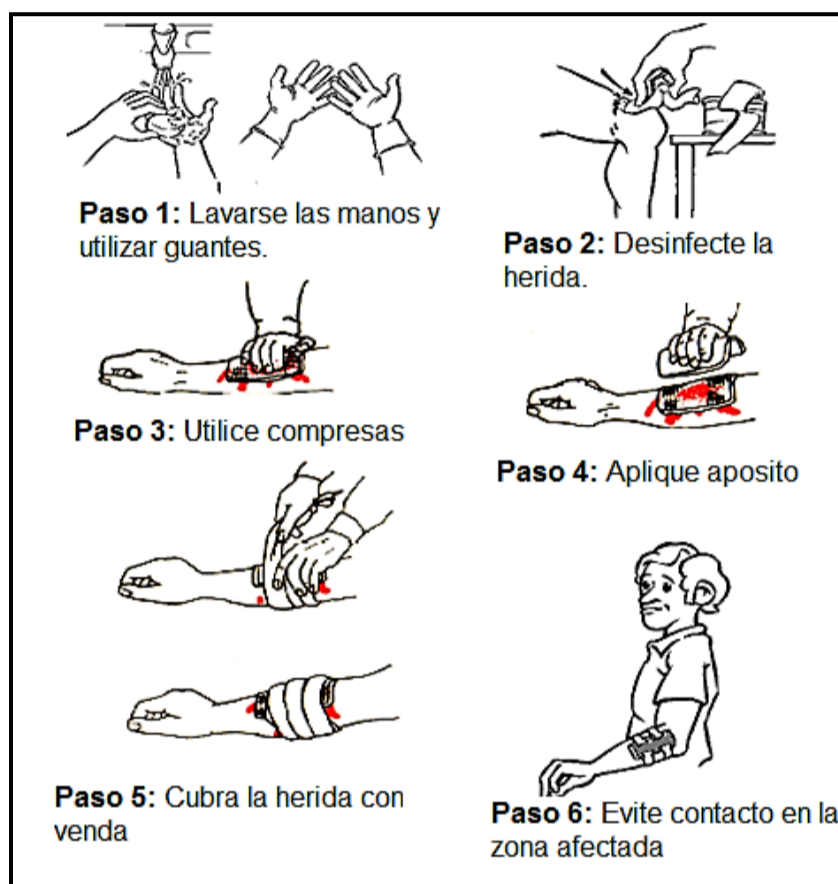 Paso 1: Lavarse las manos y
utilizar guantes.
Paso 2: Desinfecte la
herida.
Paso 3: Utilice compresas
Paso 4: Aplique aposito
Paso 5: Cubra la herida con
venda
Paso 6: Evite contacto en la
zona afectada